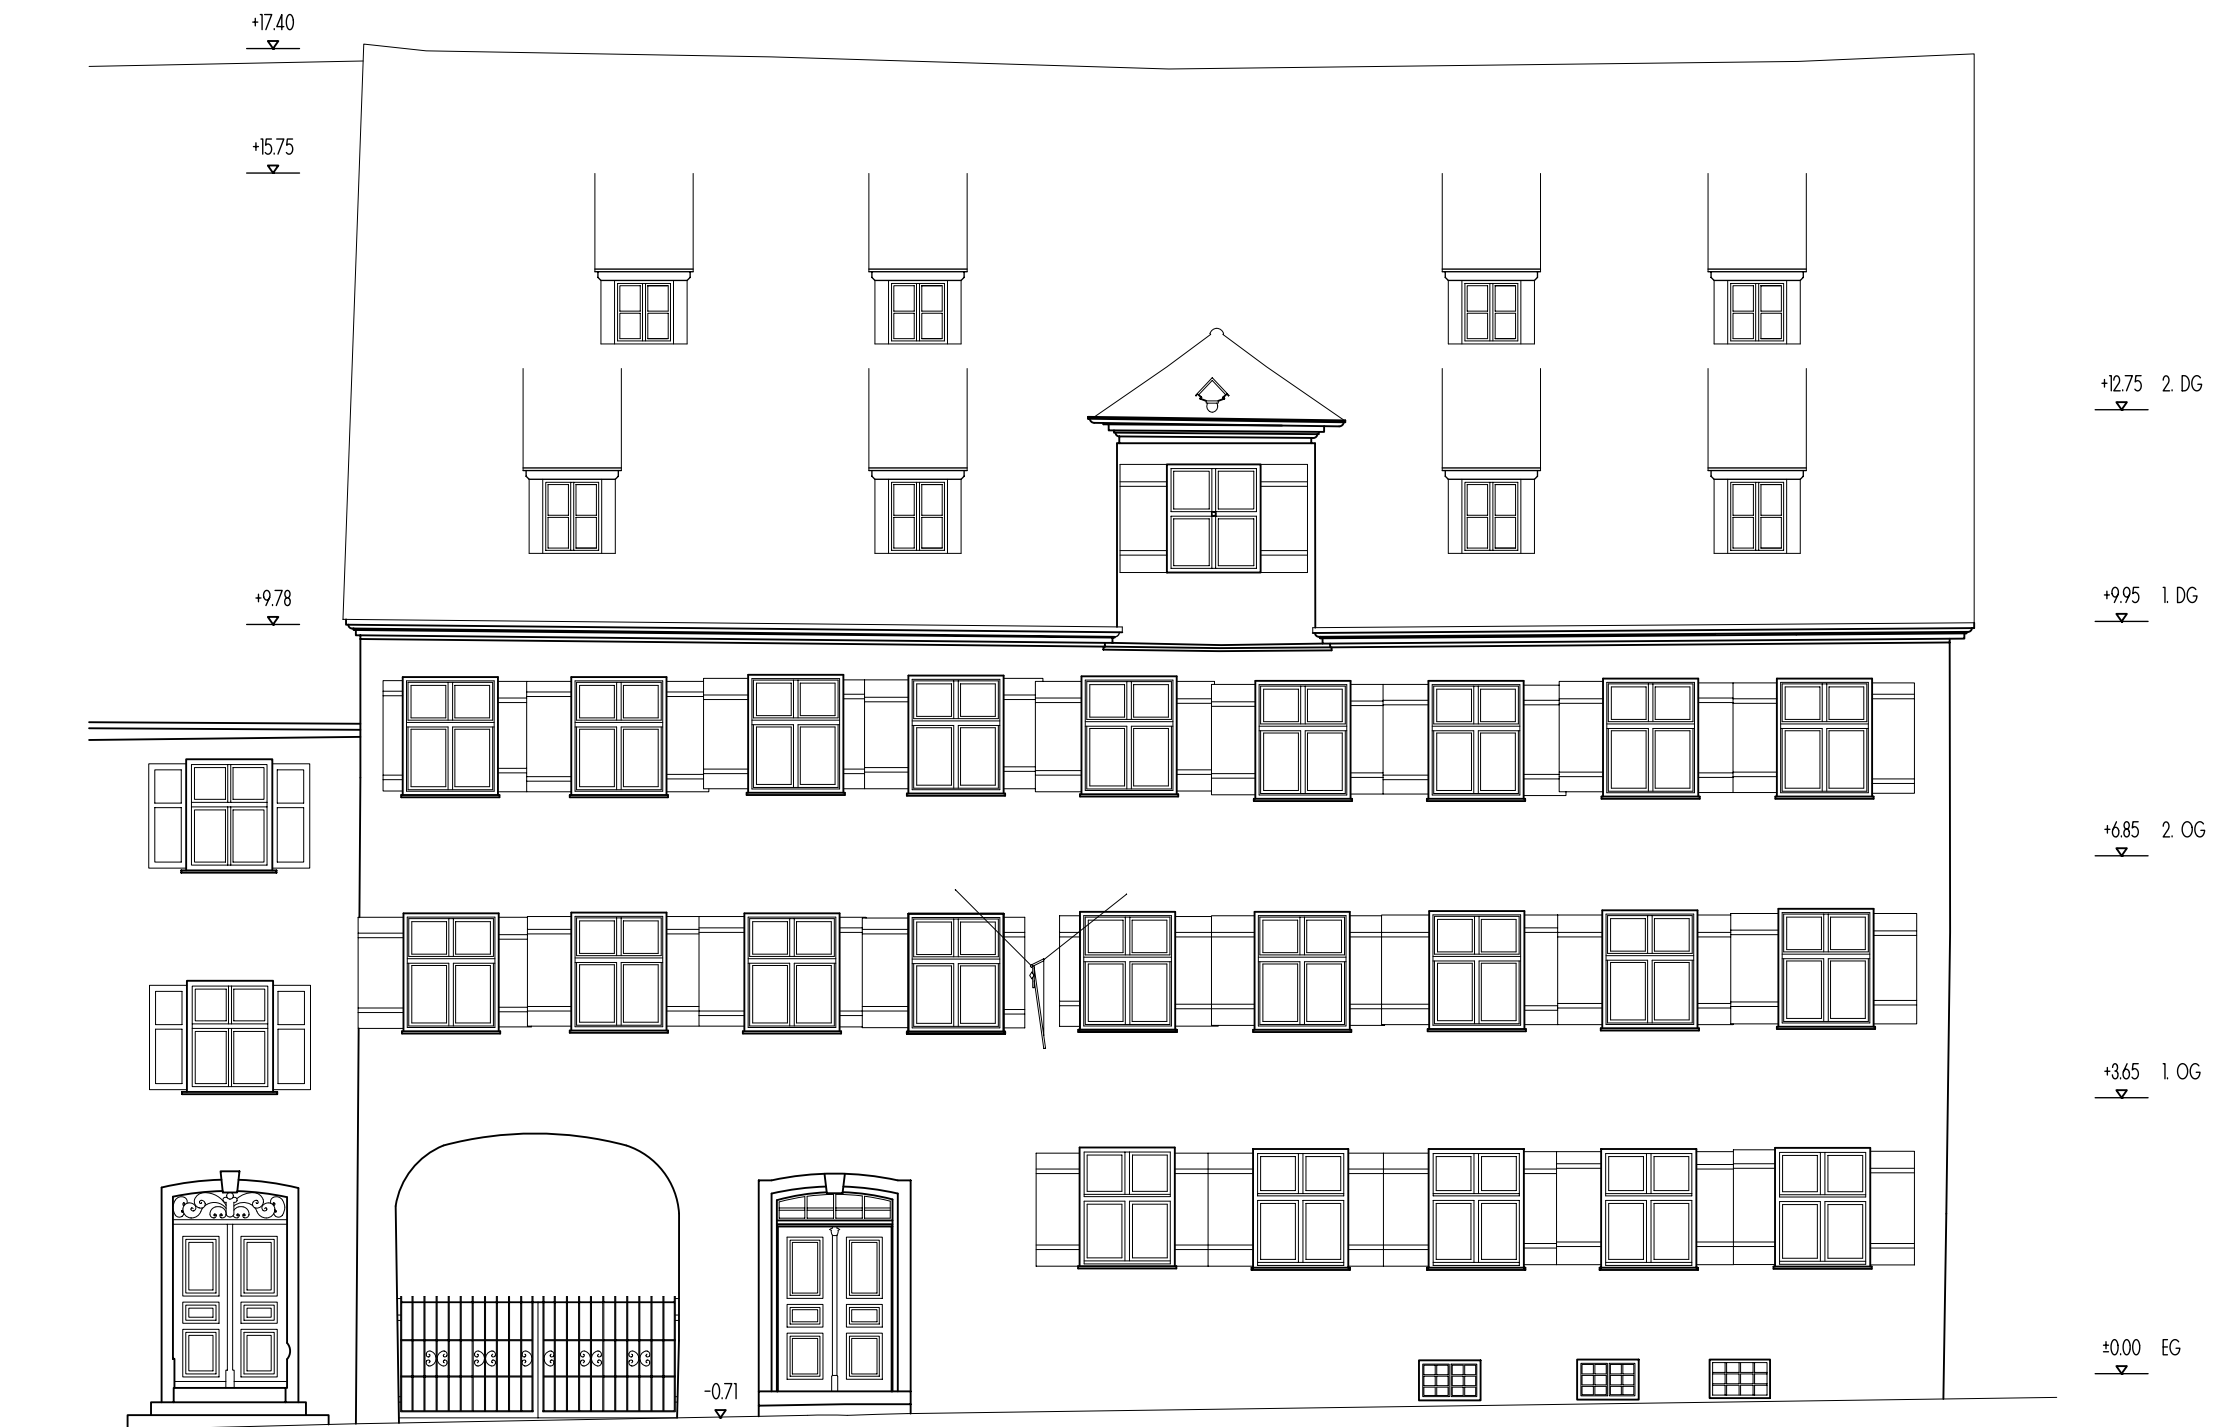 +17.40
+15.75
+12.75 2. DG
+9.78
+9.95 1. DG
+6.85 2. OG
+3.65 1. OG
±0.00 EG
-0.71